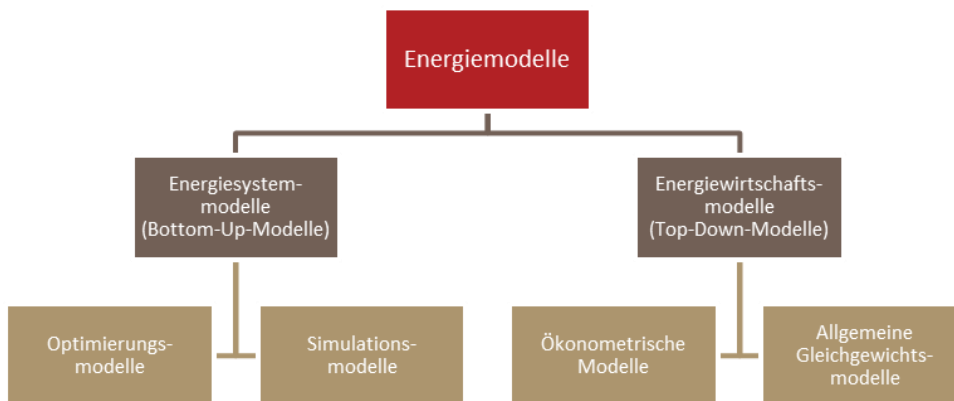 Energiemodelle
Energiesystem-
modelle
(Bottom-Up-Modelle)
Energiewirtschafts-
modelle
(Top-Down-Modelle)
Optimierungs-
modelle
Simulations-
modelle
Ökonometrische
Modelle
Allgemeine
Gleichgewichts-
modelle